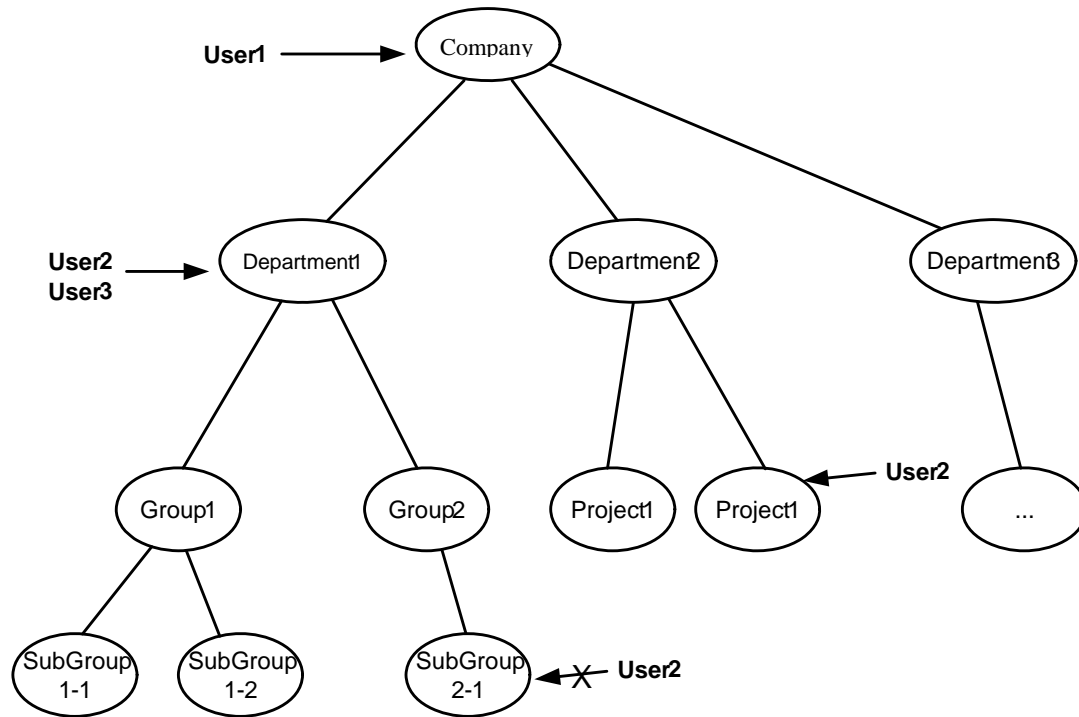 Company
User1
User2
User3
Department1
Department2
Department3
User2
Group1
Group2
Project1
Project1
...
SubGroup
1-1
SubGroup
1-2
SubGroup
2-1
X
User2